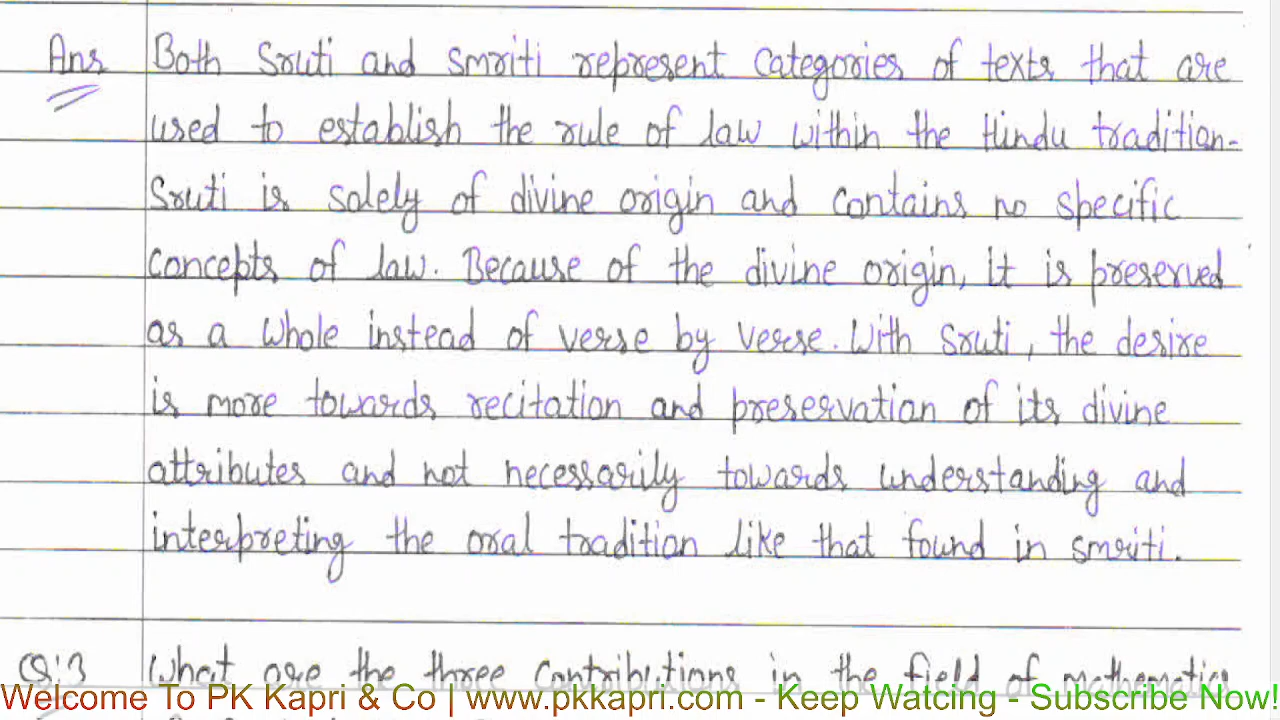 Ans Both Sruti and smriti represent categories of texts that are
used to establish the rule of law within the Hindu tradition-
Sruti is solely of divine origin and contains no specific
concepts of law. Because of the divine origin, it is preserved
as a whole instead of verse by verse. With Sruti, the desire
is more towards recitation and preservation of its divine
attributes and not necessarily towards understanding and
interpreting the oral tradition like that found in smriti.
Q:3 What are the three contributions in the field of mathematics
Welcome To PK Kapri & Co | www.pkkapri.com - Keep Watcing - Subscribe Now!